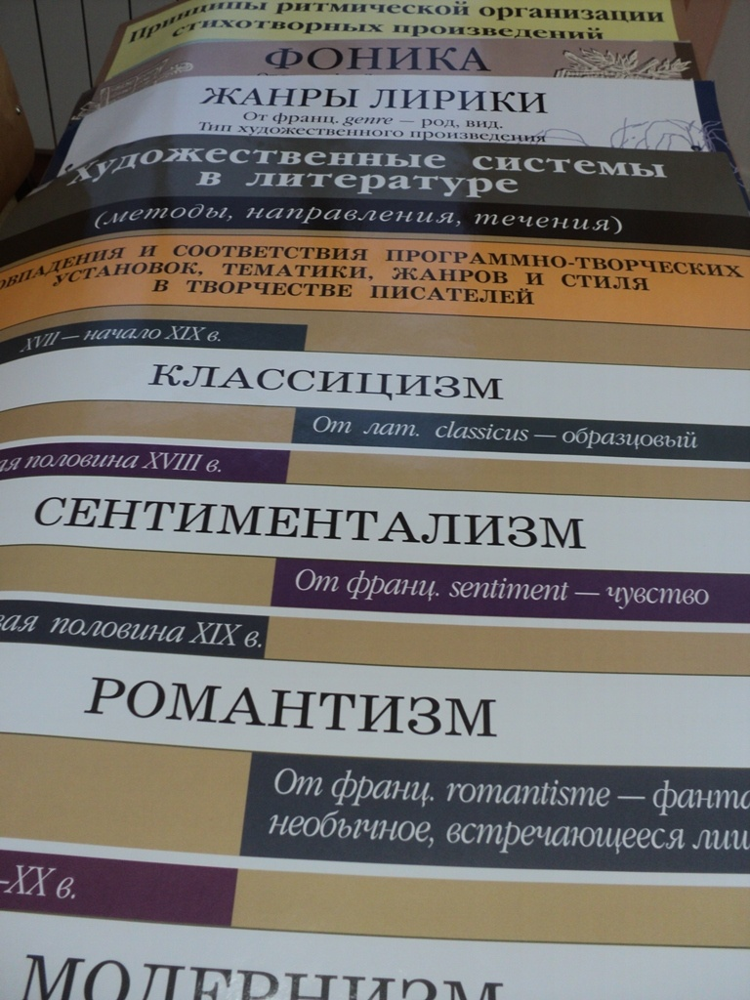 Принципы ритмической организации
стихотворных произведений
ФОНИКА
ЖАНРЫ ЛИРИКИ
От франц. genre — род, вид.
Тип художественного произведения
Художественные системы
в литературе
(методы, направления, течения)
ОВПАДЕНИЯ И СООТВЕТСТВИЯ ПРОГРАММНО-ТВОРЧЕСКИХ
УСТАНОВОК, ТЕМАТИКИ, ЖАНРОВ И СТИЛЯ
В ТВОРЧЕСТВЕ ПИСАТЕЛЕЙ
XVII — начало XIX в.
КЛАССИЦИЗМ
От лат. classicus — образцовый
ая половина XVIII в.
СЕНТИМЕНТАЛИЗМ
От франц. sentiment — чувство
вая половина XIX в.
РОМАНТИЗМ
От франц. romantisme — фанта
необычное, встречающееся лиш
–XX в.
МОДЕРНИЗМ